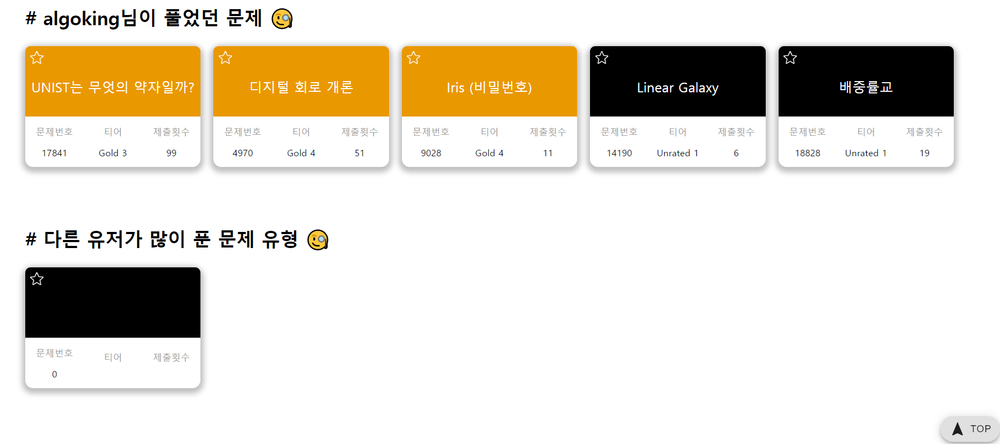 # algoking님이 풀었던 문제 🧐
UNIST는 무엇의 약자일까?
문제번호 티어 제출횟수
17841 Gold 3 99
디지털 회로 개론
문제번호 티어 제출횟수
4970 Gold 4 51
Iris (비밀번호)
문제번호 티어 제출횟수
9028 Gold 4 11
Linear Galaxy
문제번호 티어 제출횟수
14190 Unrated 1 6
배중률교
문제번호 티어 제출횟수
18828 Unrated 1 19
# 다른 유저가 많이 푼 문제 유형 🧐
문제번호 티어 제출횟수
0
TOP